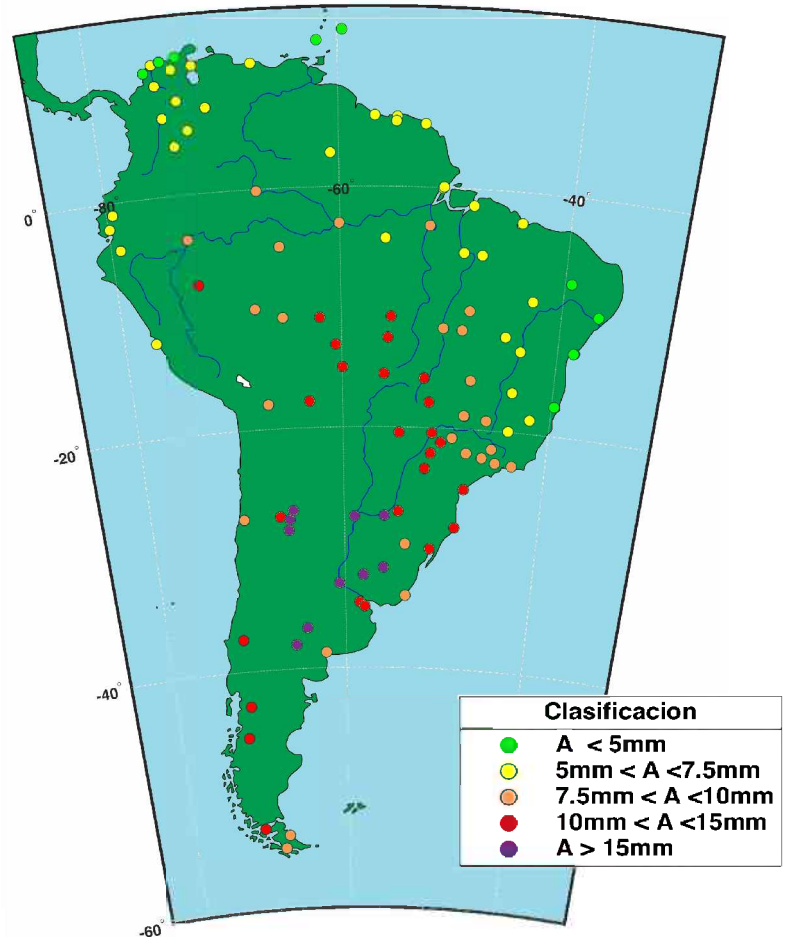 -60°
-40°
-80°
0°
-20°
-40°
-60°
Clasificacion
A < 5mm
5mm < A <7.5mm
7.5mm < A <10mm
10mm < A <15mm
A > 15mm